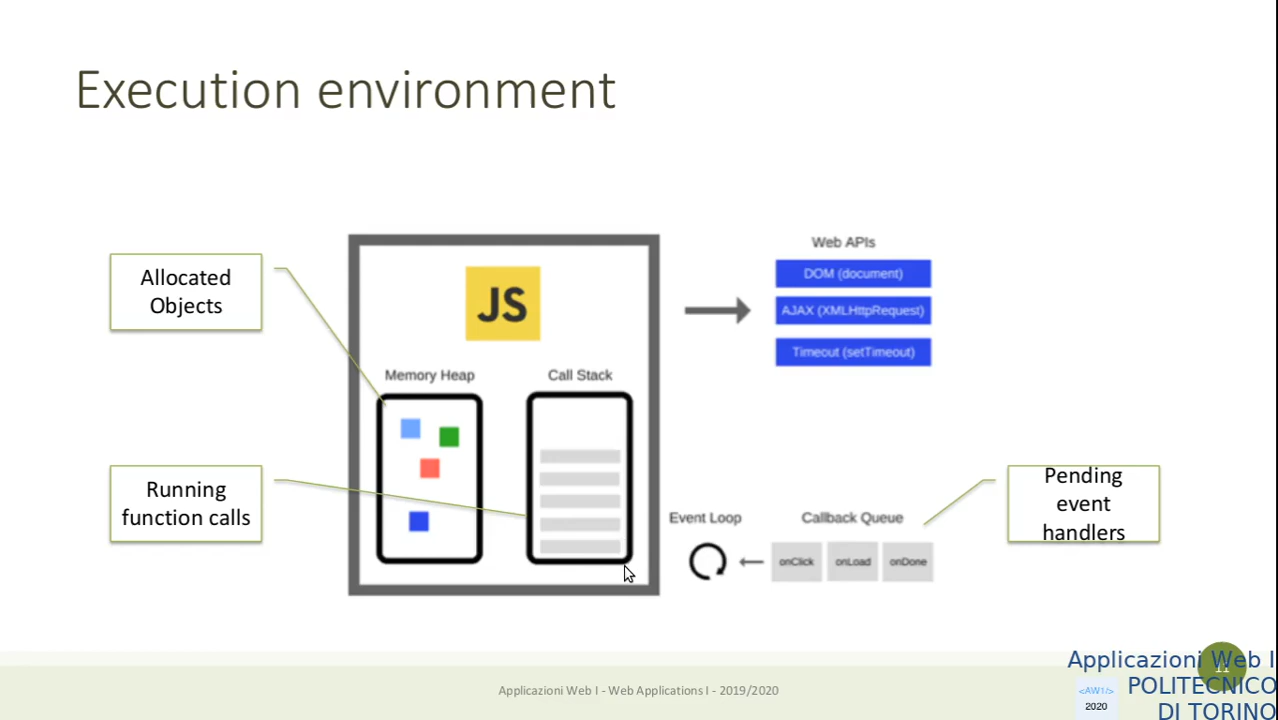 Execution environment
Allocated
Objects
Running
function calls
JS
Memory Heap
Call Stack
Web APIs
DOM (document)
AJAX (XMLHttpRequest)
Timeout (setTimeout)
Event Loop
Callback Queue
onClick
onLoad
onDone
Pending
event
handlers
Applicazioni Web I - Web Applications I - 2019/2020
11
Applicazioni Web I
<AW1/>
2020
POLITECNICO
DI TORINO